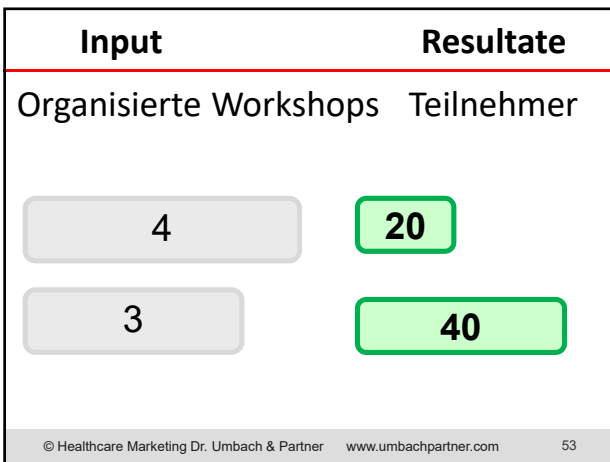 Input Resultate
Organisierte Workshops Teilnehmer
4 20
3 40
© Healthcare Marketing Dr. Umbach & Partner www.umbachpartner.com 53